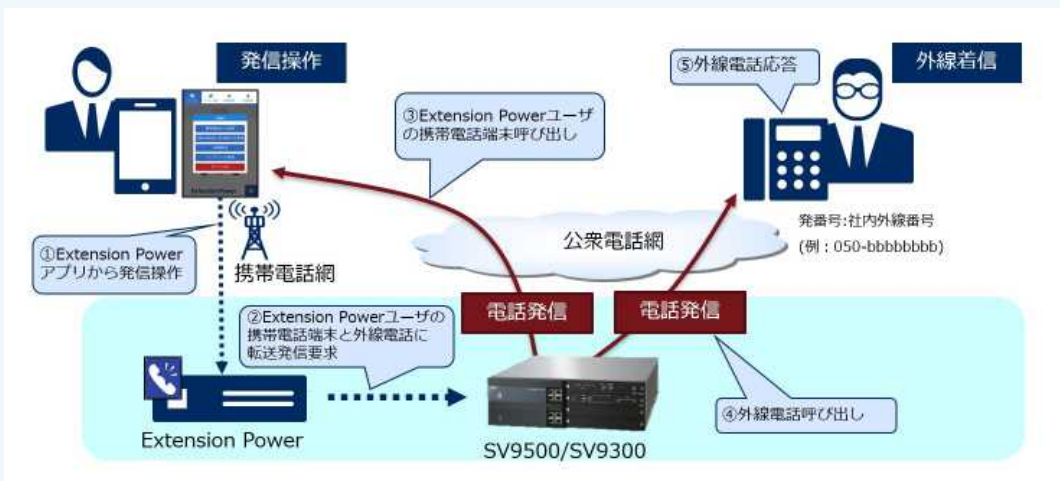 発信操作
⑤外線電話応答
外線着信
③Extension Powerユーザ
の携帯電話端末呼び出し
Extension Power
発番号:社内外線番号
(例：050-bbbbbbbb)
公衆電話網
①Extension Power
アプリから発信操作
携帯電話網
電話発信
電話発信
②Extension Powerユーザの
携帯電話端末と外線電話に
転送発信要求
④外線電話呼び出し
Extension Power
SV9500/SV9300